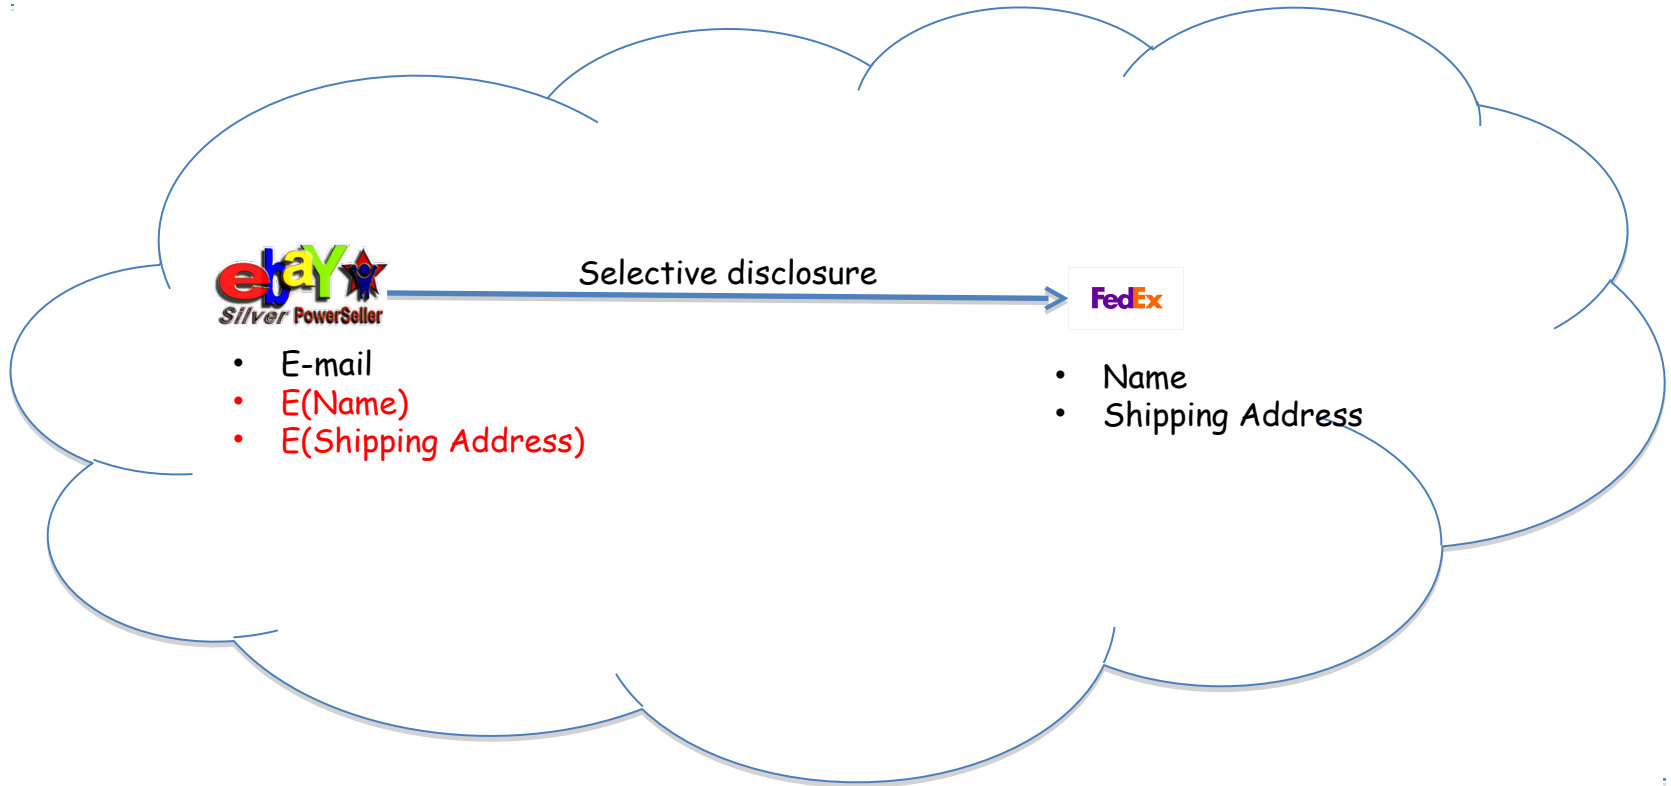 ebaY
Silver PowerSeller
Selective disclosure
FedEx
• E-mail
• E(Name)
• E(Shipping Address)
• Name
• Shipping Address